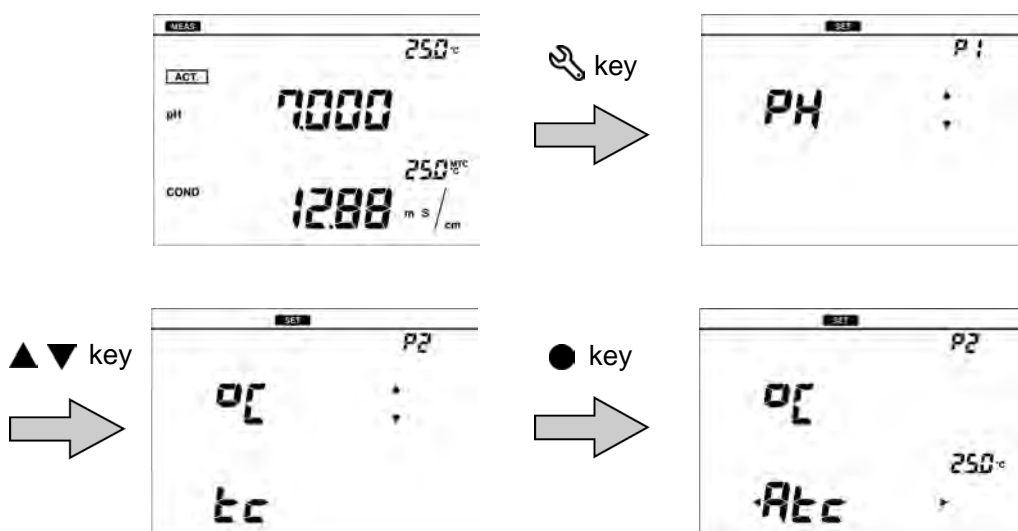 MEAS
25.0 °C
ACT.
pH 7.000
25.0 MTC °C
COND 12.88 m S/cm
key
SET
P1
PH
▲ ▼ key
SET
P2
°C
tc
● key
SET
P2
°C
25.0 °C
Atc